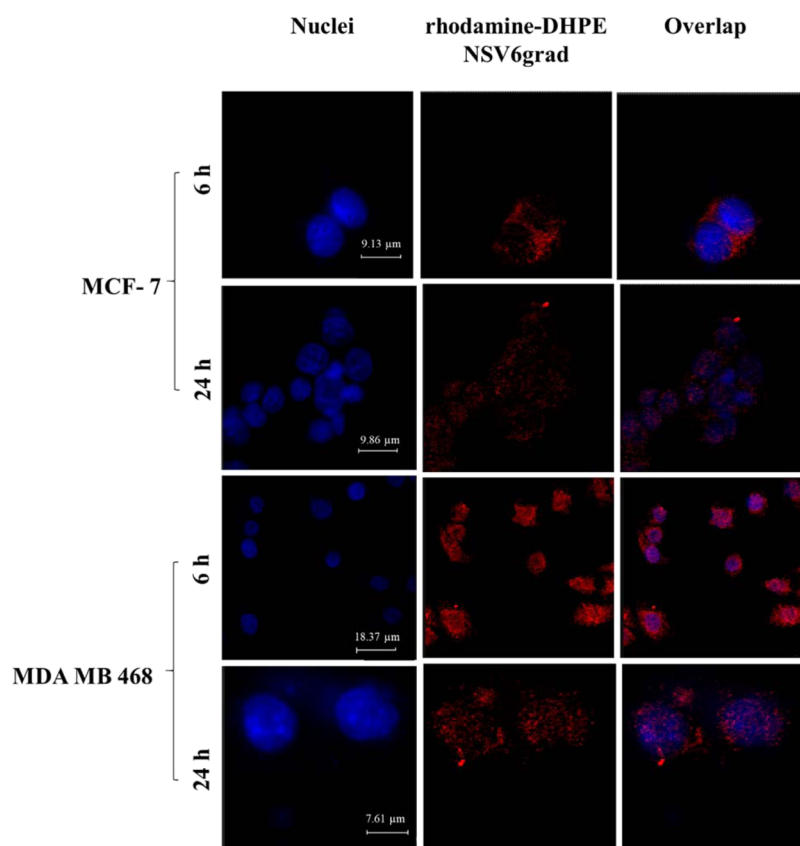 Nuclei
rhodamine-DHPE
NSV6grad
Overlap
6 h
9.13 µm
MCF- 7
24 h
9.86 µm
6 h
18.37 µm
MDA MB 468
24 h
7.61 µm